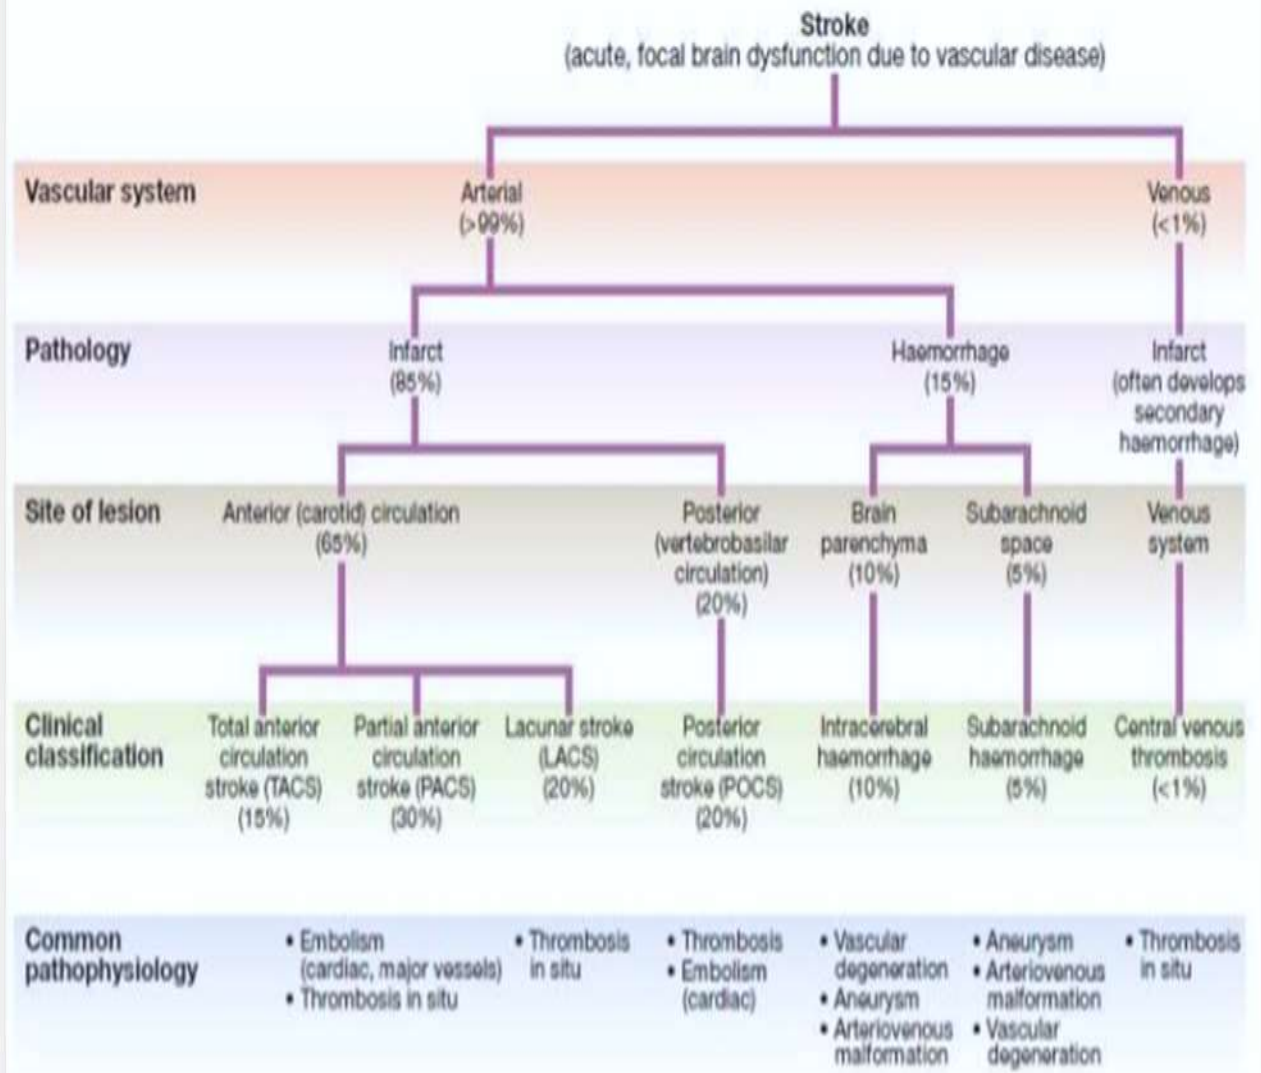 Stroke
(acute, focal brain dysfunction due to vascular disease)
Vascular system
Arterial
(>99%)
Venous
(<1%)
Pathology
Infarct
(85%)
Haemorrhage
(15%)
Infarct
(often develops
secondary
haemorrhage)
Site of lesion
Anterior (carotid) circulation
(65%)
Posterior
(vertebrobasilar
circulation)
(20%)
Brain
parenchyma
(10%)
Subarachnoid
space
(5%)
Venous
system
Clinical
classification
Total anterior
circulation
stroke (TACS)
(15%)
Partial anterior
circulation
stroke (PACS)
(30%)
Lacunar stroke
(LACS)
(20%)
Posterior
circulation
stroke (POCS)
(20%)
Intracerebral
haemorrhage
(10%)
Subarachnoid
haemorrhage
(5%)
Central venous
thrombosis
(<1%)
Common
pathophysiology
• Embolism
(cardiac, major vessels)
• Thrombosis in situ
• Thrombosis
in situ
• Thrombosis
• Embolism
(cardiac)
• Vascular
degeneration
• Aneurysm
• Arteriovenous
malformation
• Aneurysm
• Arteriovenous
malformation
• Vascular
degeneration
• Thrombosis
in situ